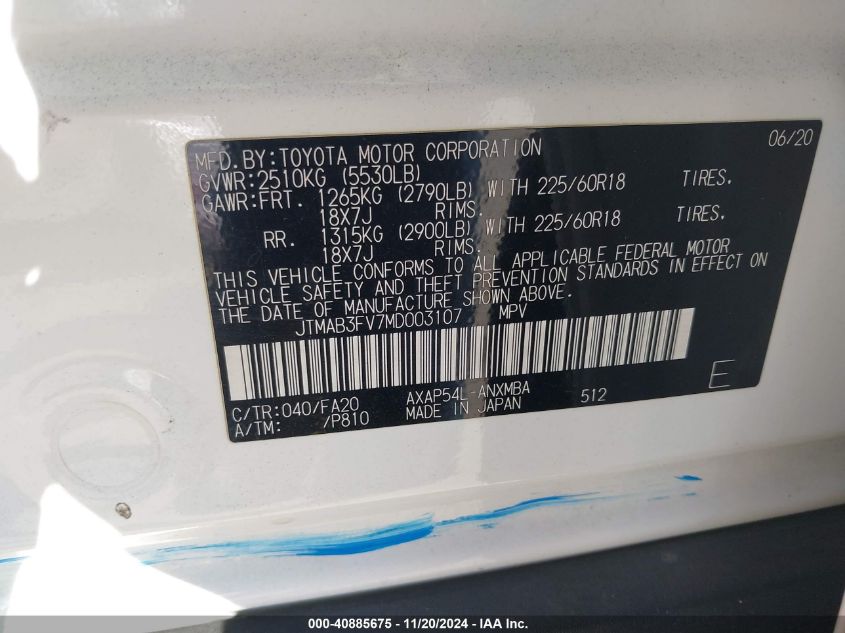 06/20
MFD.BY:TOYOTA MOTOR CORPORATION
GVWR:2510KG (5530LB)
GAWR:FRT. 1265KG (2790LB) WITH 225/60R18 TIRES.
18X7J RIMS.
RR. 1315KG (2900LB) WITH 225/60R18 TIRES.
18X7J RIMS.
THIS VEHICLE CONFORMS TO ALL APPLICABLE FEDERAL MOTOR
VEHICLE SAFETY AND THEFT PREVENTION STANDARDS IN EFFECT ON
THE DATE OF MANUFACTURE SHOWN ABOVE.
JTMAB3FV7MD003107 MPV
C/TR:040/FA20 AXAP54L-ANXMBA 512 E
A/TM: /P810 MADE IN JAPAN
000-40885675 - 11/20/2024 - IAA Inc.